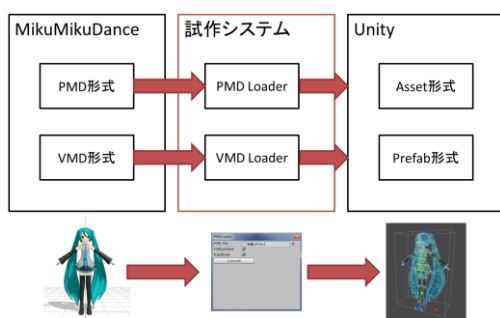 MikuMikuDance
試作システム
Unity
PMD形式
PMD Loader
Asset形式
VMD形式
VMD Loader
Prefab形式
PMDLoader
PMD File
Convert